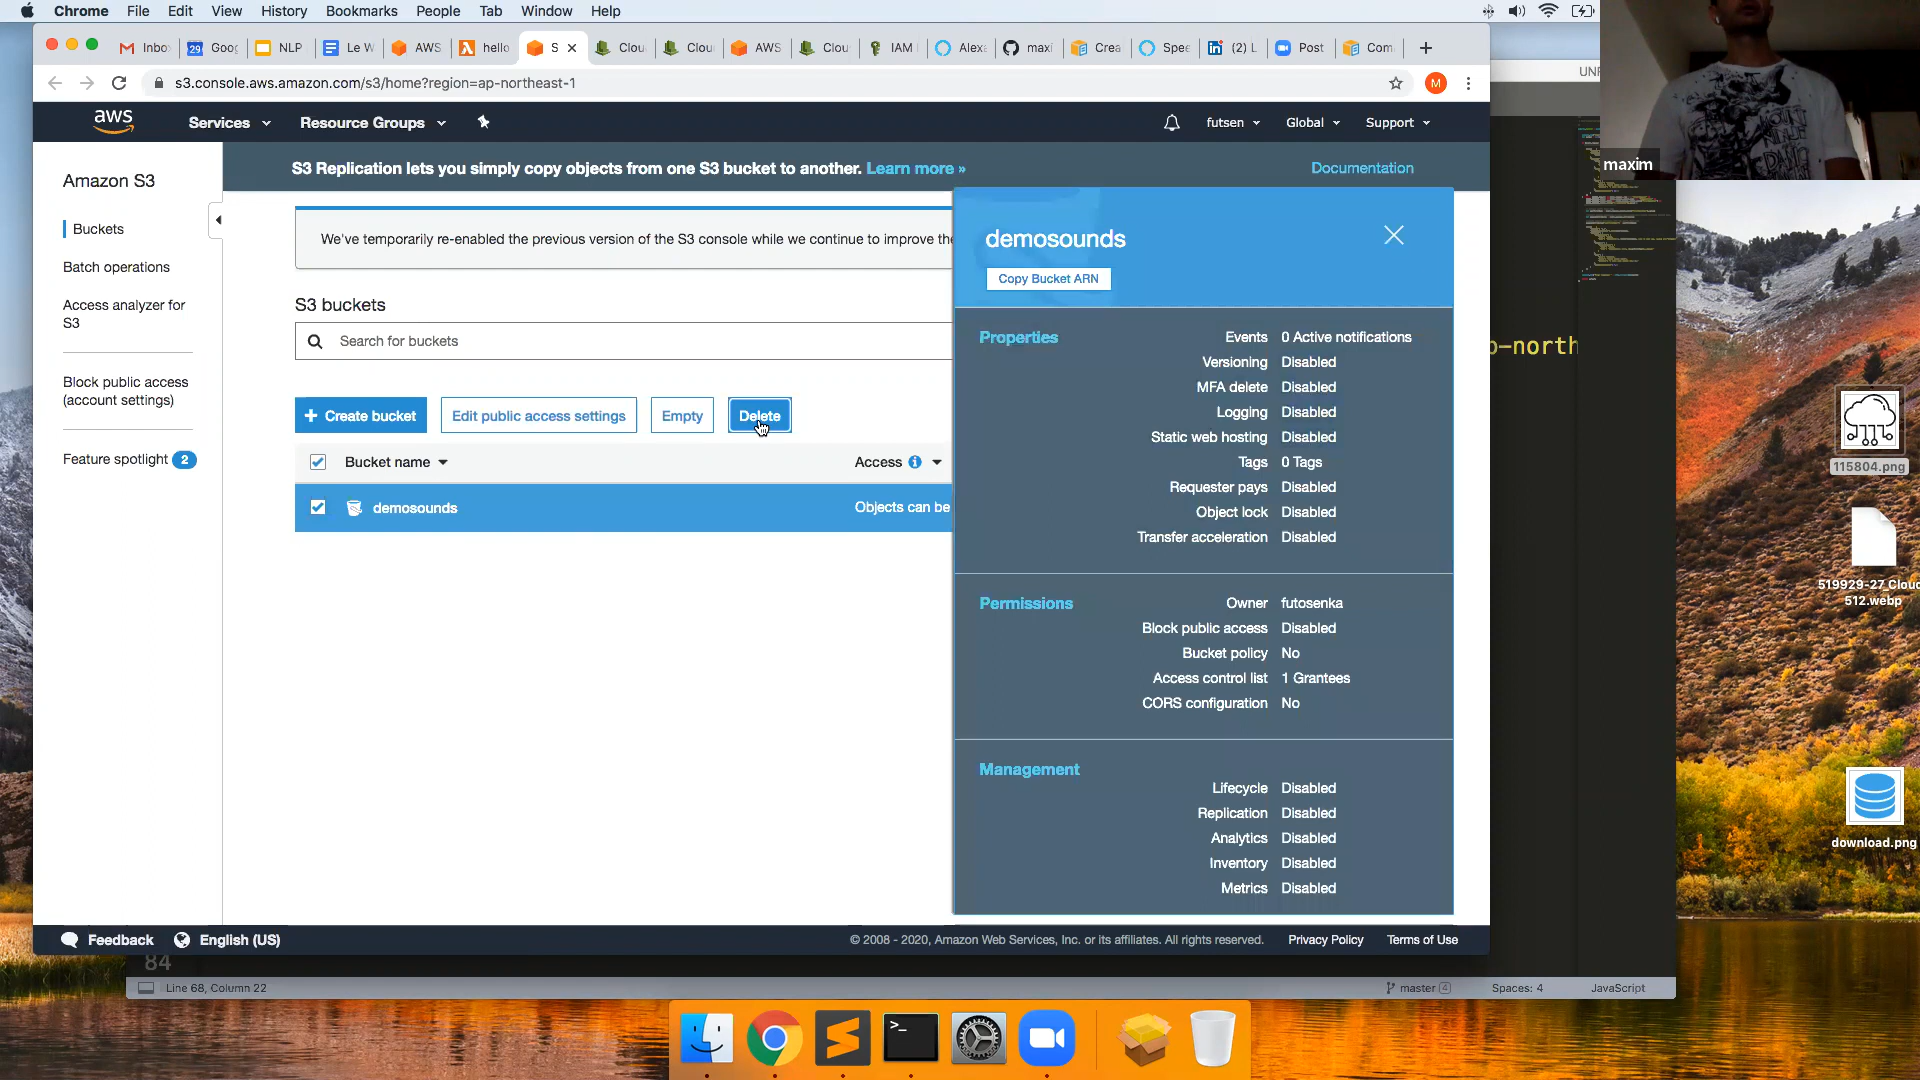 Chrome File Edit View History Bookmarks People Tab Window Help
Inbo Goog NLP Le W AWS hello S Clou Clou AWS Clou IAM Alexa maxi Crea Spee (2) L Post Com
s3.console.aws.amazon.com/s3/home?region=ap-northeast-1
M
aws Services Resource Groups futsen Global Support
maxim
Amazon S3
Buckets
Batch operations
Access analyzer for
S3
Block public access
(account settings)
Feature spotlight 2
S3 Replication lets you simply copy objects from one S3 bucket to another. Learn more » Documentation
We've temporarily re-enabled the previous version of the S3 console while we continue to improve the
S3 buckets
Search for buckets
+ Create bucket Edit public access settings Empty Delete
Bucket name Access
demosounds Objects can be
demosounds
Copy Bucket ARN
Properties
Events 0 Active notifications
Versioning Disabled
MFA delete Disabled
Logging Disabled
Static web hosting Disabled
Tags 0 Tags
Requester pays Disabled
Object lock Disabled
Transfer acceleration Disabled
Permissions
Owner futosenka
Block public access Disabled
Bucket policy No
Access control list 1 Grantees
CORS configuration No
Management
Lifecycle Disabled
Replication Disabled
Analytics Disabled
Inventory Disabled
Metrics Disabled
Feedback English (US) © 2008 - 2020, Amazon Web Services, Inc. or its affiliates. All rights reserved. Privacy Policy Terms of Use
84
Line 68, Column 22 master 4 Spaces: 4 JavaScript
-north
115804.png
519929-27_Clou
512.webp
download.png